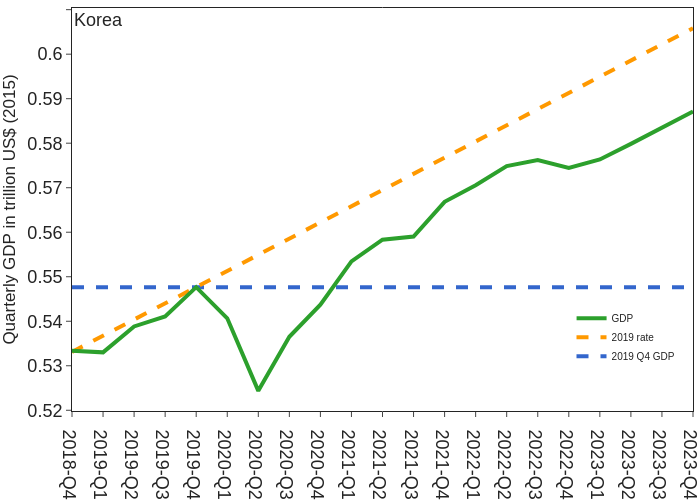 Korea
Quarterly GDP in trillion US$ (2015)
0.6
0.59
0.58
0.57
0.56
0.55
0.54
0.53
0.52
GDP
2019 rate
2019 Q4 GDP
2018-Q4
2019-Q1
2019-Q2
2019-Q3
2019-Q4
2020-Q1
2020-Q2
2020-Q3
2020-Q4
2021-Q1
2021-Q2
2021-Q3
2021-Q4
2022-Q1
2022-Q2
2022-Q3
2022-Q4
2023-Q1
2023-Q2
2023-Q3